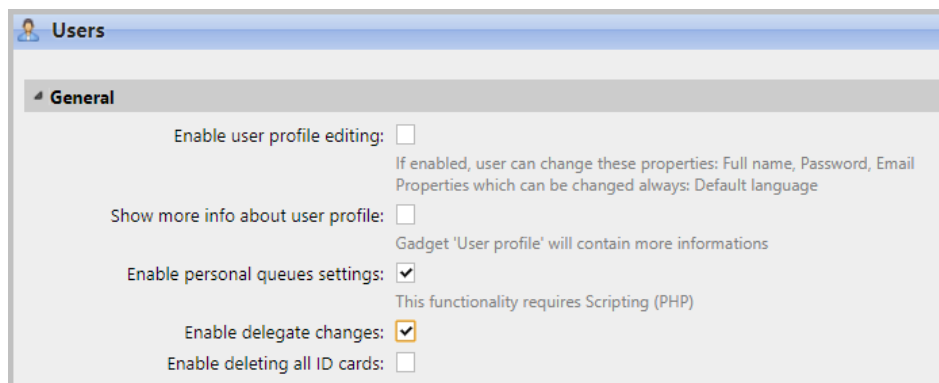 Users
General
Enable user profile editing:
If enabled, user can change these properties: Full name, Password, Email
Properties which can be changed always: Default language
Show more info about user profile:
Gadget 'User profile' will contain more informations
Enable personal queues settings:
This functionality requires Scripting (PHP)
Enable delegate changes:
Enable deleting all ID cards: